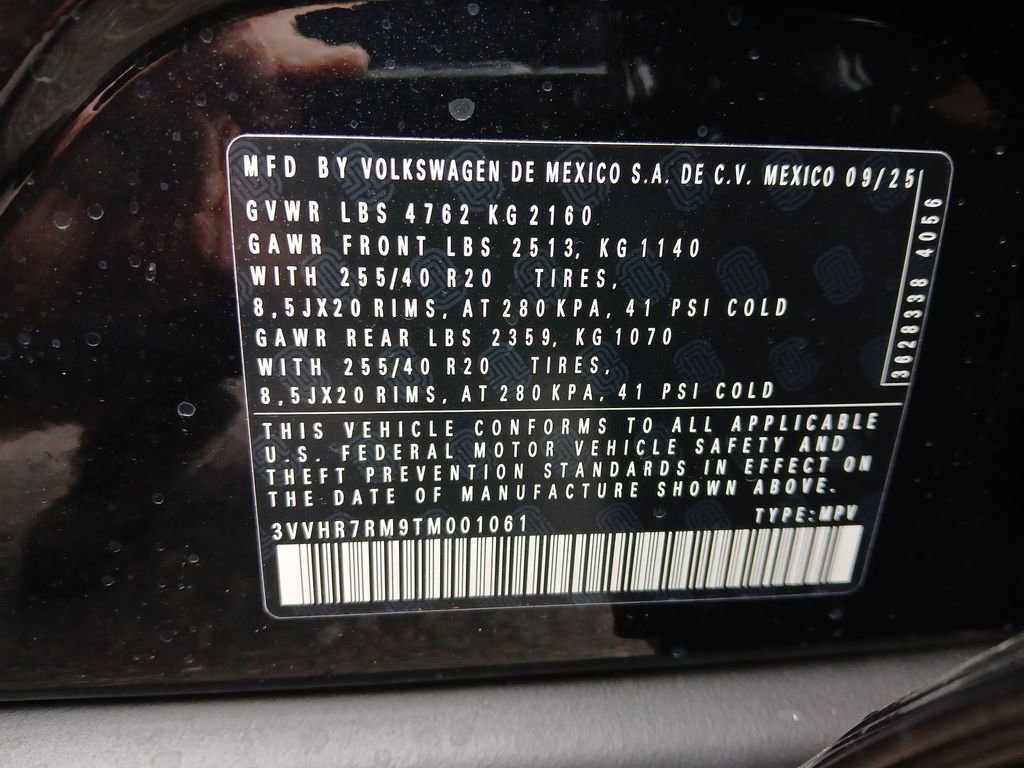 MFD BY VOLKSWAGEN DE MEXICO S.A. DE C.V. MEXICO 09/25
GVWR LBS 4762 KG 2160
GAWR FRONT LBS 2513, KG 1140
WITH 255/40 R20 TIRES,
8,5JX20 RIMS, AT 280 KPA, 41 PSI COLD
GAWR REAR LBS 2359, KG 1070
WITH 255/40 R20 TIRES,
8,5JX20 RIMS, AT 280 KPA, 41 PSI COLD
3628338 4056
THIS VEHICLE CONFORMS TO ALL APPLICABLE
U.S. FEDERAL MOTOR VEHICLE SAFETY AND
THEFT PREVENTION STANDARDS IN EFFECT ON
THE DATE OF MANUFACTURE SHOWN ABOVE.
3VVHR7RM9TM001061 TYPE:MPV